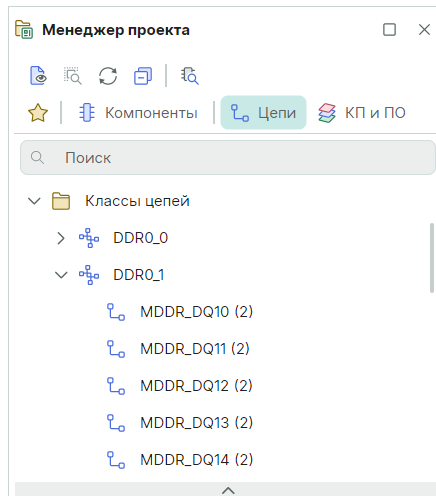 Менеджер проекта
Компоненты Цепи КП и ПО
Поиск
Классы цепей
DDR0_0
DDR0_1
MDDR_DQ10 (2)
MDDR_DQ11 (2)
MDDR_DQ12 (2)
MDDR_DQ13 (2)
MDDR_DQ14 (2)